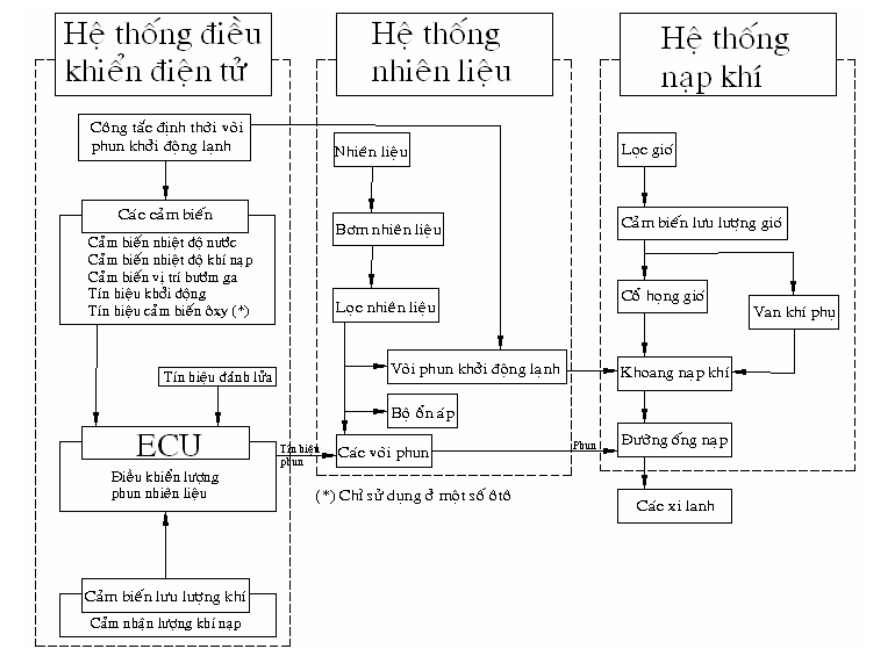 Hệ thống điều
khiển điện tử
Công tắc định thời vòi
phun khởi động lạnh
Các cảm biến
Cảm biến nhiệt độ nước
Cảm biến nhiệt độ khí nạp
Cảm biến vị trí bướm ga
Tín hiệu khởi động
Tín hiệu cảm biến ôxy (*)
Tín hiệu đánh lửa
ECU
Điều khiển lượng
phun nhiên liệu
Tín hiệu
phun
Cảm biến lưu lượng khí
Cảm nhận lượng khí nạp
Hệ thống
nhiên liệu
Nhiên liệu
Bơm nhiên liệu
Lọc nhiên liệu
Vòi phun khởi động lạnh
Bộ ổn áp
Các vòi phun
Phun
(*) Chỉ sử dụng ở một số ôtô
Hệ thống
nạp khí
Lọc gió
Cảm biến lưu lượng gió
Cổ họng gió
Van khí phụ
Khoang nạp khí
Đường ống nạp
Các xi lanh